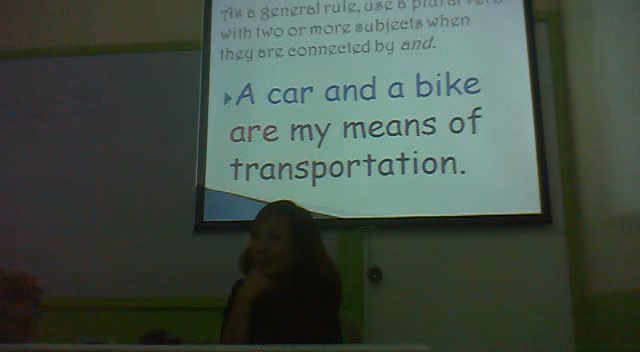 As a general rule, use a plural verb
with two or more subjects when
they are connected by and.
A car and a bike
are my means of
transportation.